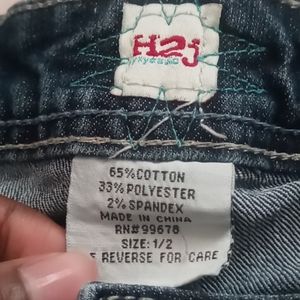 H2j
65%COTTON
33%POLYESTER
2%SPANDEX
MADE IN CHINA
RN#99678
SIZE: 1/2
REVERSE FOR CARE